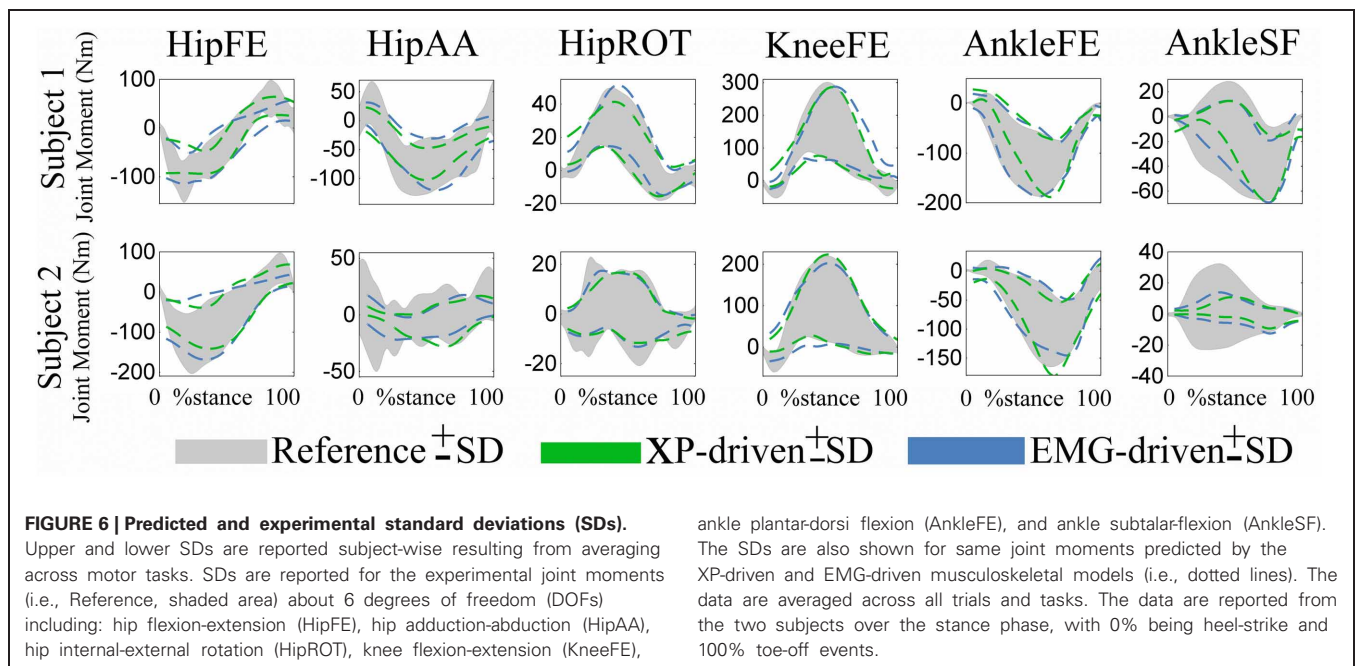 HipFE HipAA HipROT KneeFE AnkleFE AnkleSF
Subject 1
Joint Moment (Nm)
100
0
-100
50
0
-50
-100
40
20
0
-20
300
200
100
0
0
-100
-200
20
0
-20
-40
-60
Subject 2
Joint Moment (Nm)
100
0
-100
-200
50
0
-50
20
0
-20
200
100
0
0
-50
-100
-150
40
20
0
-20
-40
0 %stance 100
0 %stance 100
0 %stance 100
0 %stance 100
0 %stance 100
0 %stance 100
Reference ±SD XP-driven±SD EMG-driven±SD
FIGURE 6 | Predicted and experimental standard deviations (SDs).
Upper and lower SDs are reported subject-wise resulting from averaging
across motor tasks. SDs are reported for the experimental joint moments
(i.e., Reference, shaded area) about 6 degrees of freedom (DOFs)
including: hip flexion-extension (HipFE), hip adduction-abduction (HipAA),
hip internal-external rotation (HipROT), knee flexion-extension (KneeFE),
ankle plantar-dorsi flexion (AnkleFE), and ankle subtalar-flexion (AnkleSF).
The SDs are also shown for same joint moments predicted by the
XP-driven and EMG-driven musculoskeletal models (i.e., dotted lines). The
data are averaged across all trials and tasks. The data are reported from
the two subjects over the stance phase, with 0% being heel-strike and
100% toe-off events.